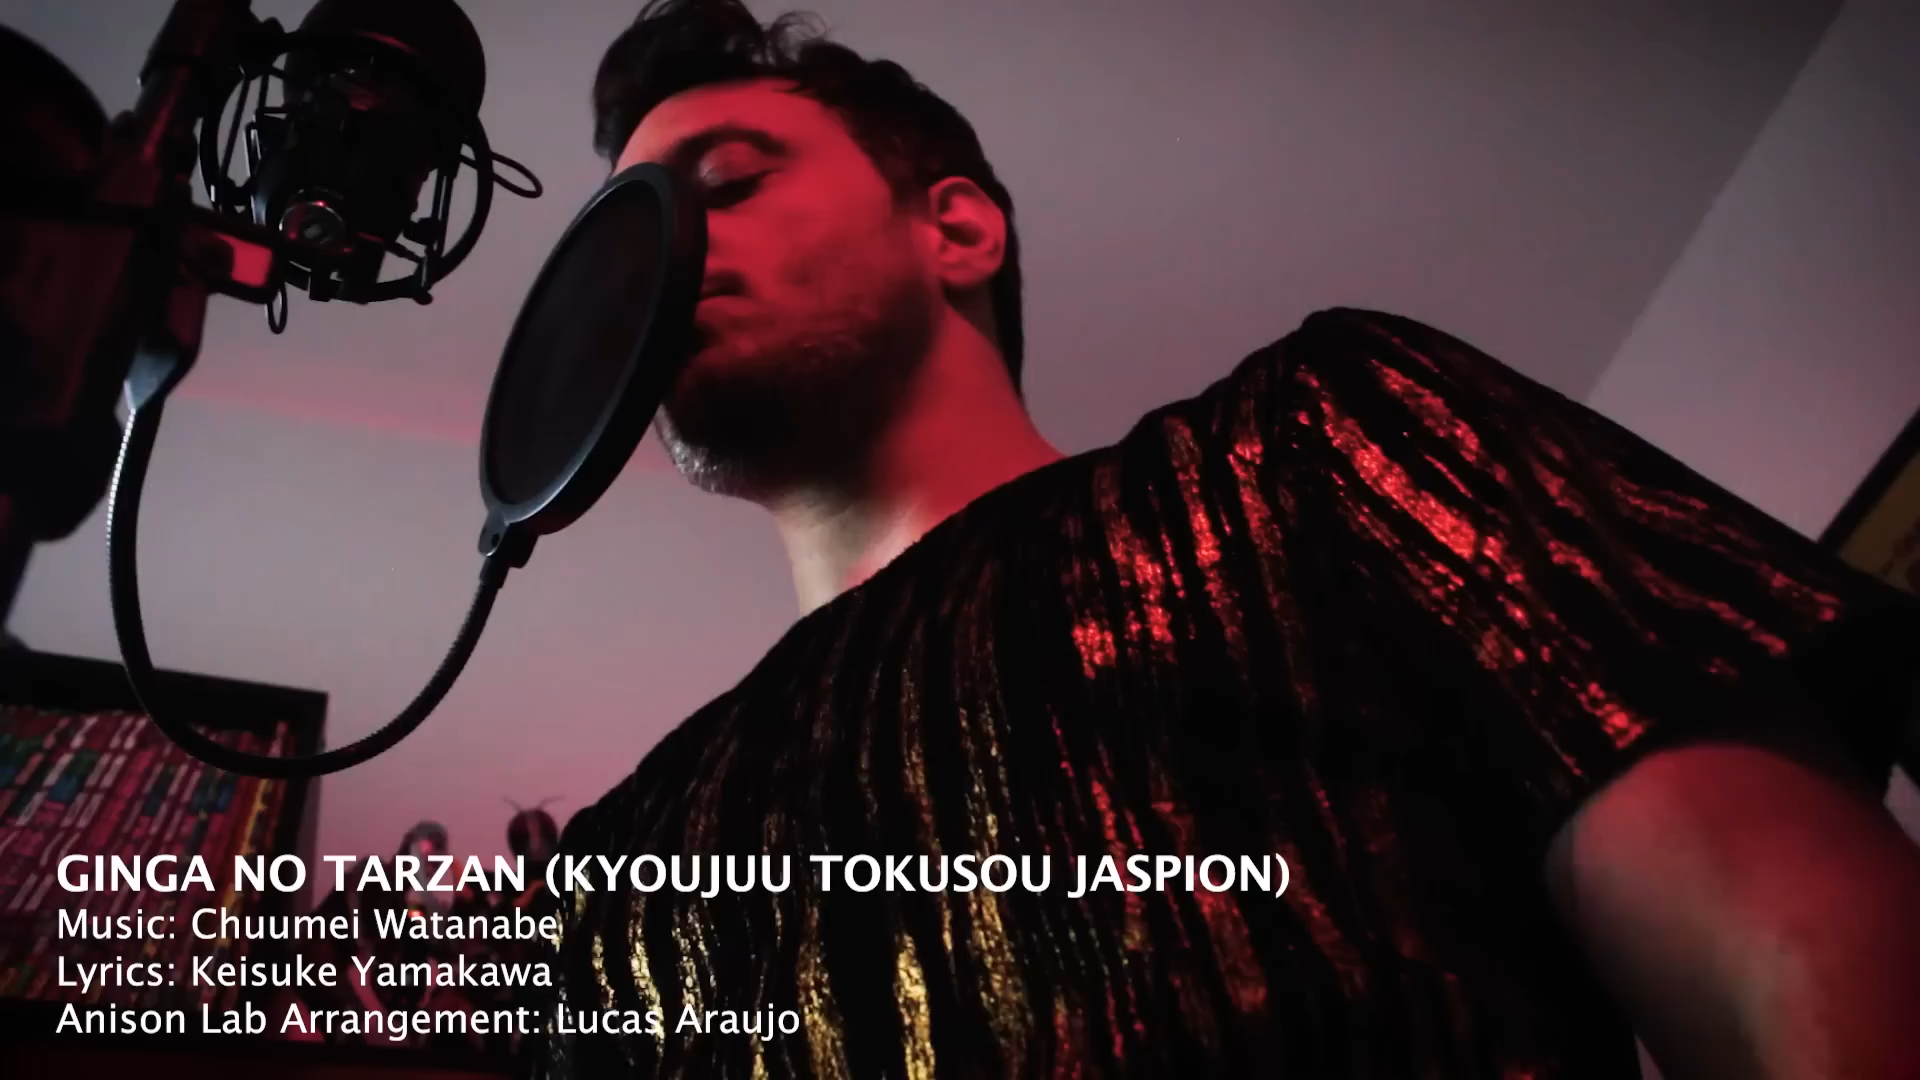 GINGA NO TARZAN (KYOUJUU TOKUSOU JASPION)
Music: Chuumei Watanabe
Lyrics: Keisuke Yamakawa
Anison Lab Arrangement: Lucas Araujo